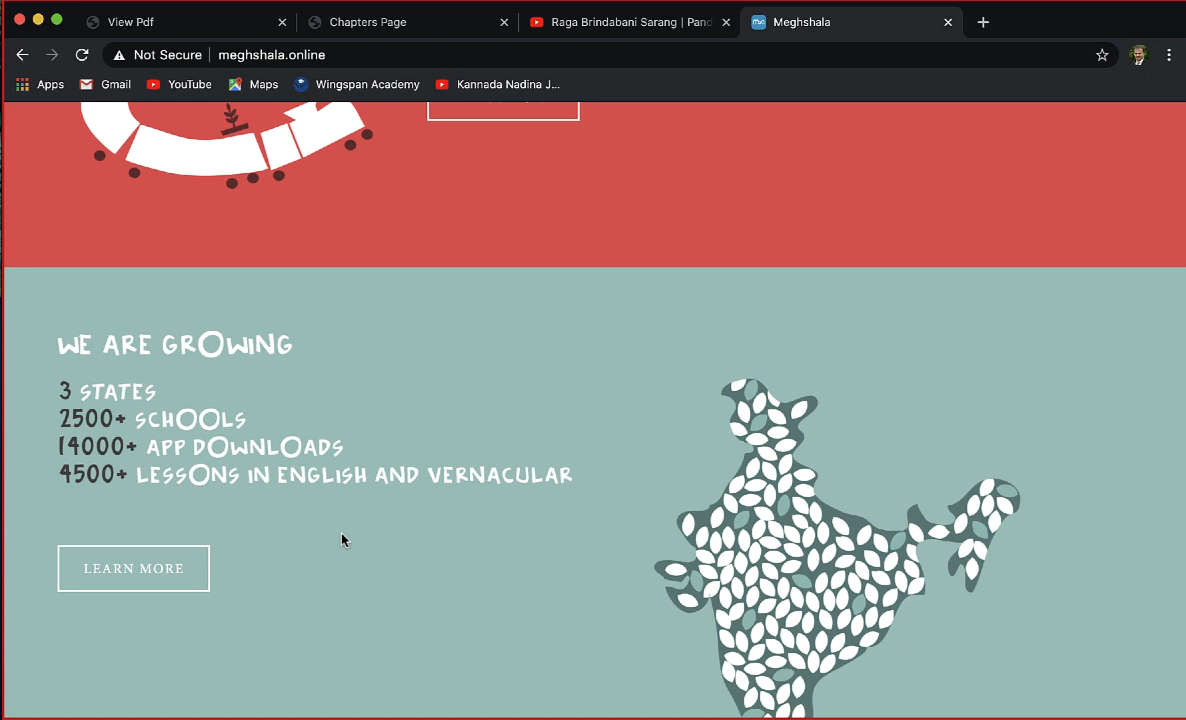 View Pdf
Chapters Page
Raga Brindabani Sarang | Pand
Meghshala
Not Secure
meghshala.online
Apps
Gmail
YouTube
Maps
Wingspan Academy
Kannada Nadina J...
WE ARE GROWING
3 STATES
2500+ SCHOOLS
14000+ APP DOWNLOADS
4500+ LESSONS IN ENGLISH AND VERNACULAR
LEARN MORE